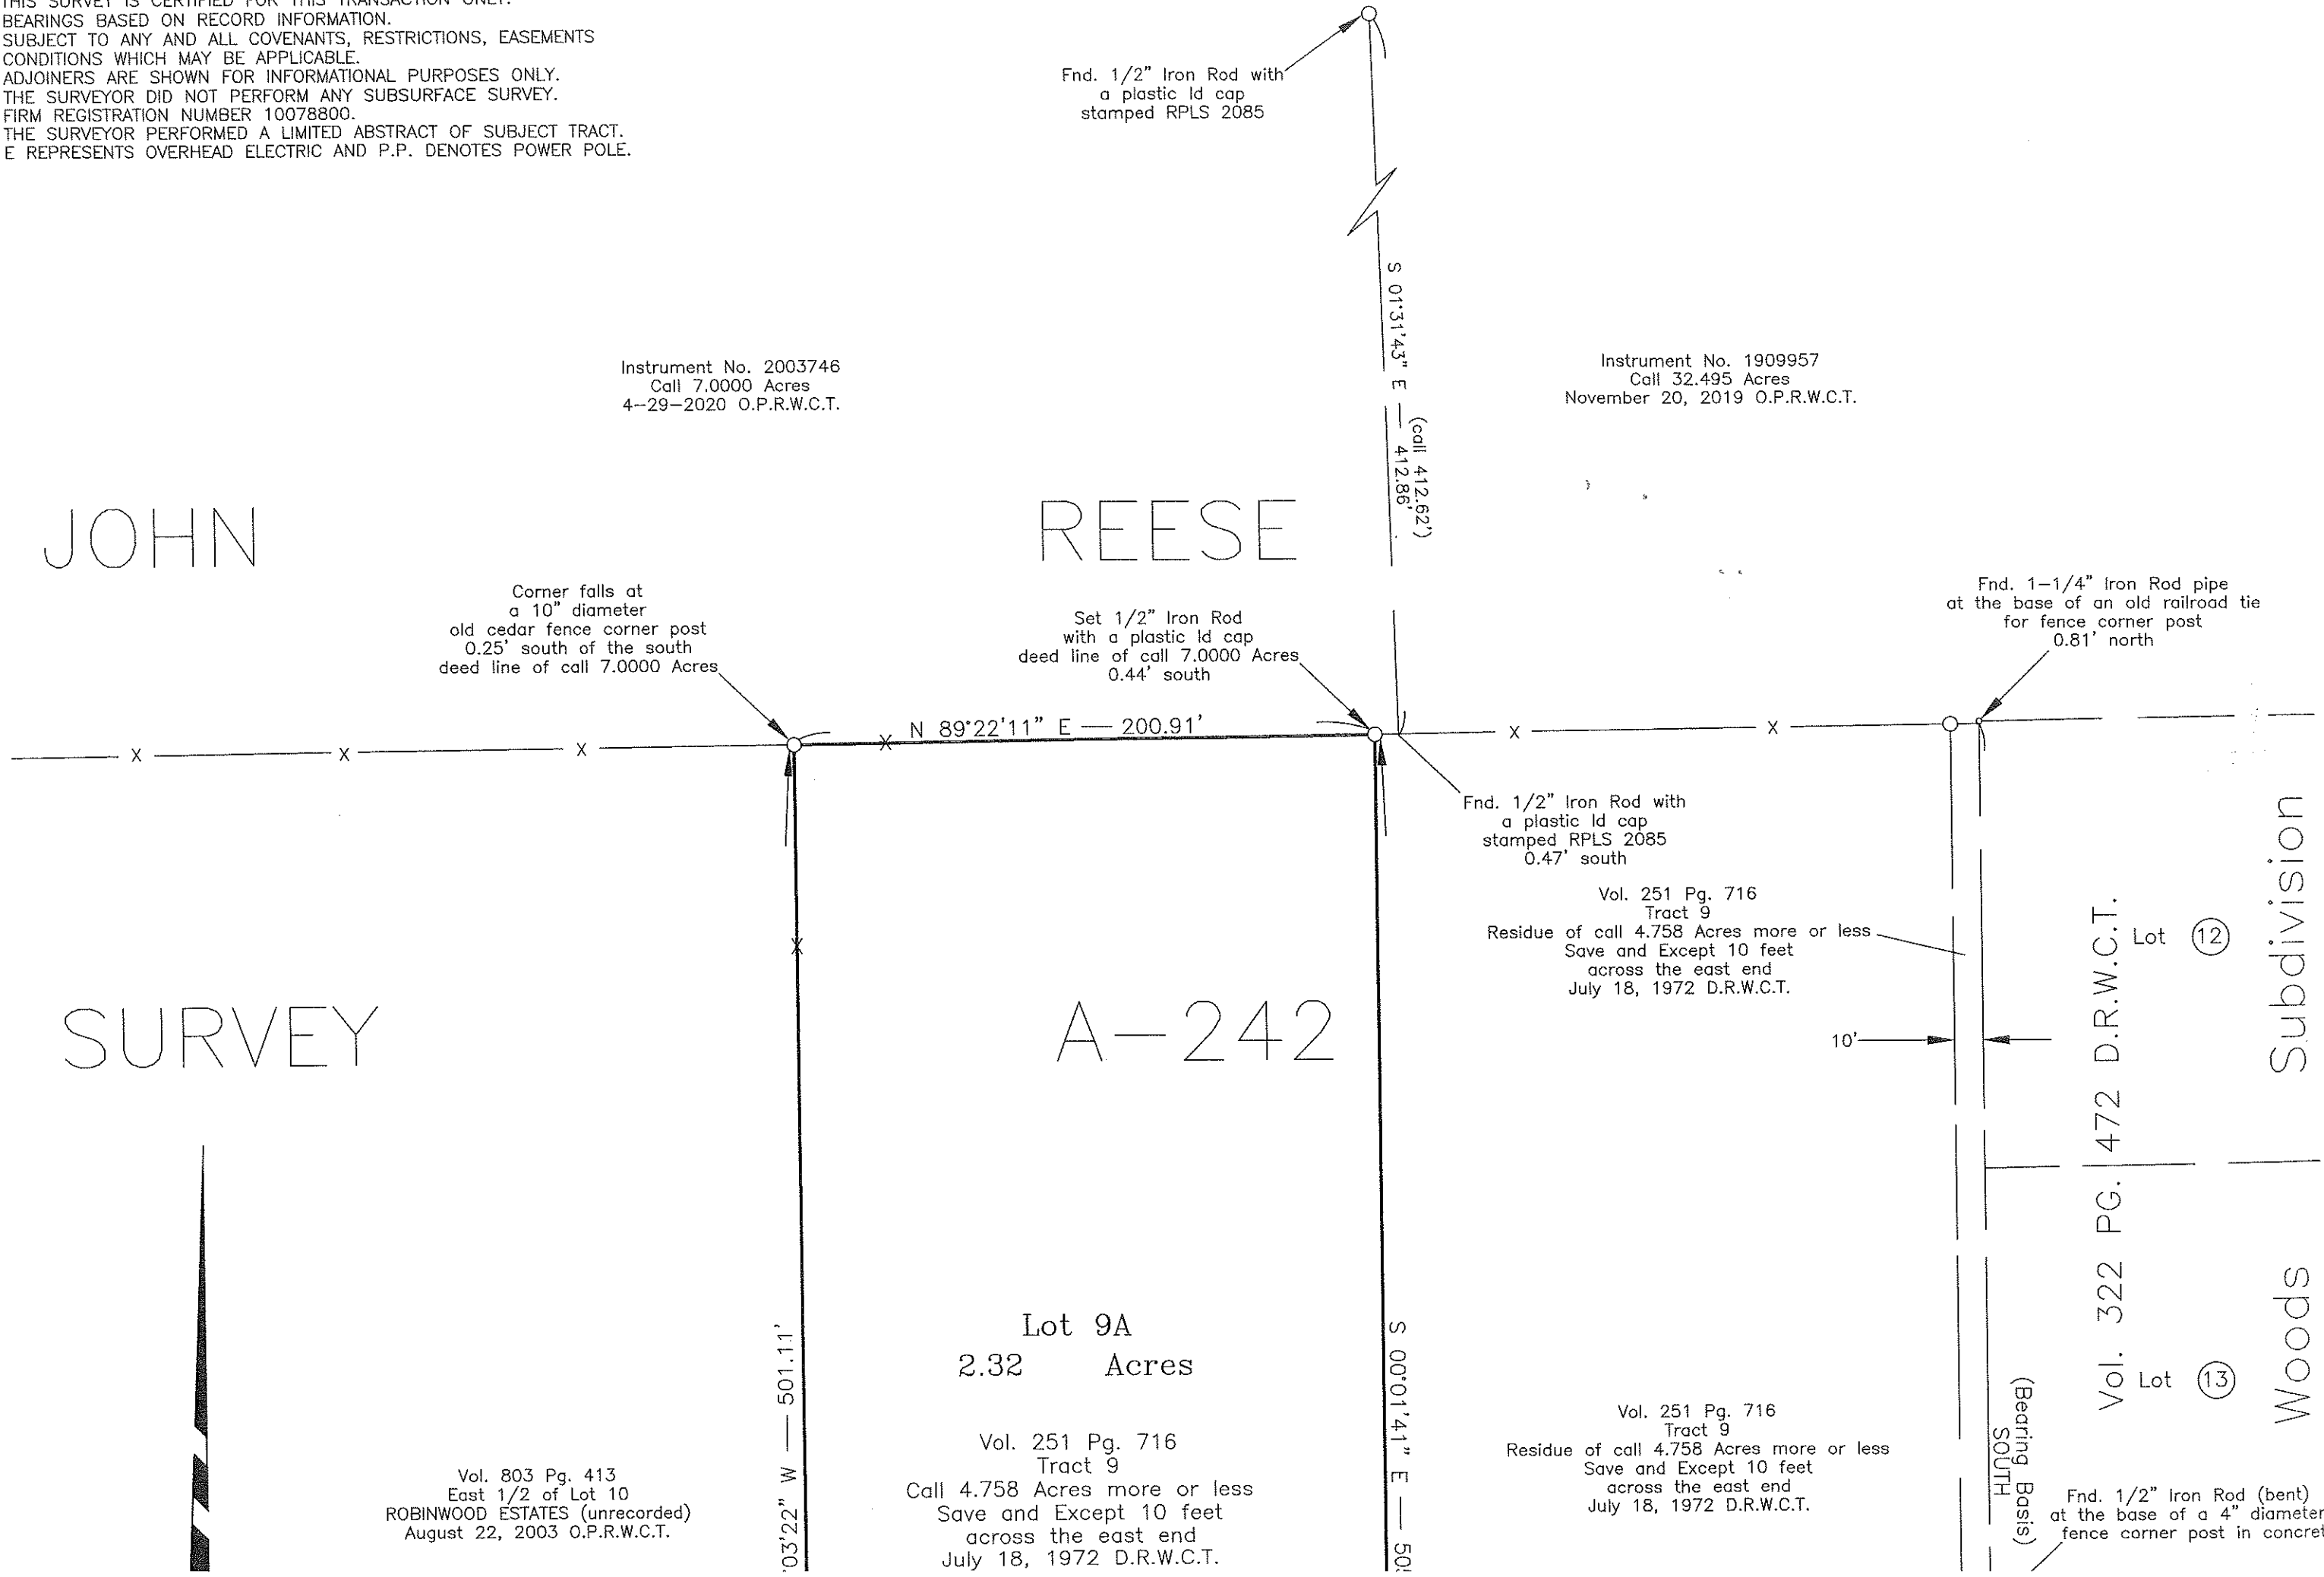 THIS SURVEY IS CERTIFIED FOR THIS TRANSACTION ONLY.
BEARINGS BASED ON RECORD INFORMATION.
SUBJECT TO ANY AND ALL COVENANTS, RESTRICTIONS, EASEMENTS
CONDITIONS WHICH MAY BE APPLICABLE.
ADJOINERS ARE SHOWN FOR INFORMATIONAL PURPOSES ONLY.
THE SURVEYOR DID NOT PERFORM ANY SUBSURFACE SURVEY.
FIRM REGISTRATION NUMBER 10078800.
THE SURVEYOR PERFORMED A LIMITED ABSTRACT OF SUBJECT TRACT.
E REPRESENTS OVERHEAD ELECTRIC AND P.P. DENOTES POWER POLE.
Fnd. 1/2" Iron Rod with
a plastic Id cap
stamped RPLS 2085
S 01°31'43" E — 412.86'
(call 412.62')
Instrument No. 2003746
Call 7.0000 Acres
4-29-2020 O.P.R.W.C.T.
Instrument No. 1909957
Call 32.495 Acres
November 20, 2019 O.P.R.W.C.T.
JOHN
REESE
Corner falls at
a 10" diameter
old cedar fence corner post
0.25' south of the south
deed line of call 7.0000 Acres
Set 1/2" Iron Rod
with a plastic Id cap
deed line of call 7.0000 Acres
0.44' south
Fnd. 1-1/4" Iron Rod pipe
at the base of an old railroad tie
for fence corner post
0.81' north
N 89°22'11" E — 200.91'
X X X X X X
X
Fnd. 1/2" Iron Rod with
a plastic Id cap
stamped RPLS 2085
0.47' south
Vol. 251 Pg. 716
Tract 9
Residue of call 4.758 Acres more or less
Save and Except 10 feet
across the east end
July 18, 1972 D.R.W.C.T.
Lot 12
SURVEY
A-242
10'
Vol. 322 PG. 472 D.R.W.C.T.
Woods Subdivision
Lot 9A
2.32 Acres
Vol. 251 Pg. 716
Tract 9
Call 4.758 Acres more or less
Save and Except 10 feet
across the east end
July 18, 1972 D.R.W.C.T.
'03'22" W — 501.11'
S 00°01'41" E — 50
Vol. 803 Pg. 413
East 1/2 of Lot 10
ROBINWOOD ESTATES (unrecorded)
August 22, 2003 O.P.R.W.C.T.
Vol. 251 Pg. 716
Tract 9
Residue of call 4.758 Acres more or less
Save and Except 10 feet
across the east end
July 18, 1972 D.R.W.C.T.
Lot 13
(Bearing Basis)
SOUTH
Fnd. 1/2" Iron Rod (bent)
at the base of a 4" diameter
fence corner post in concret